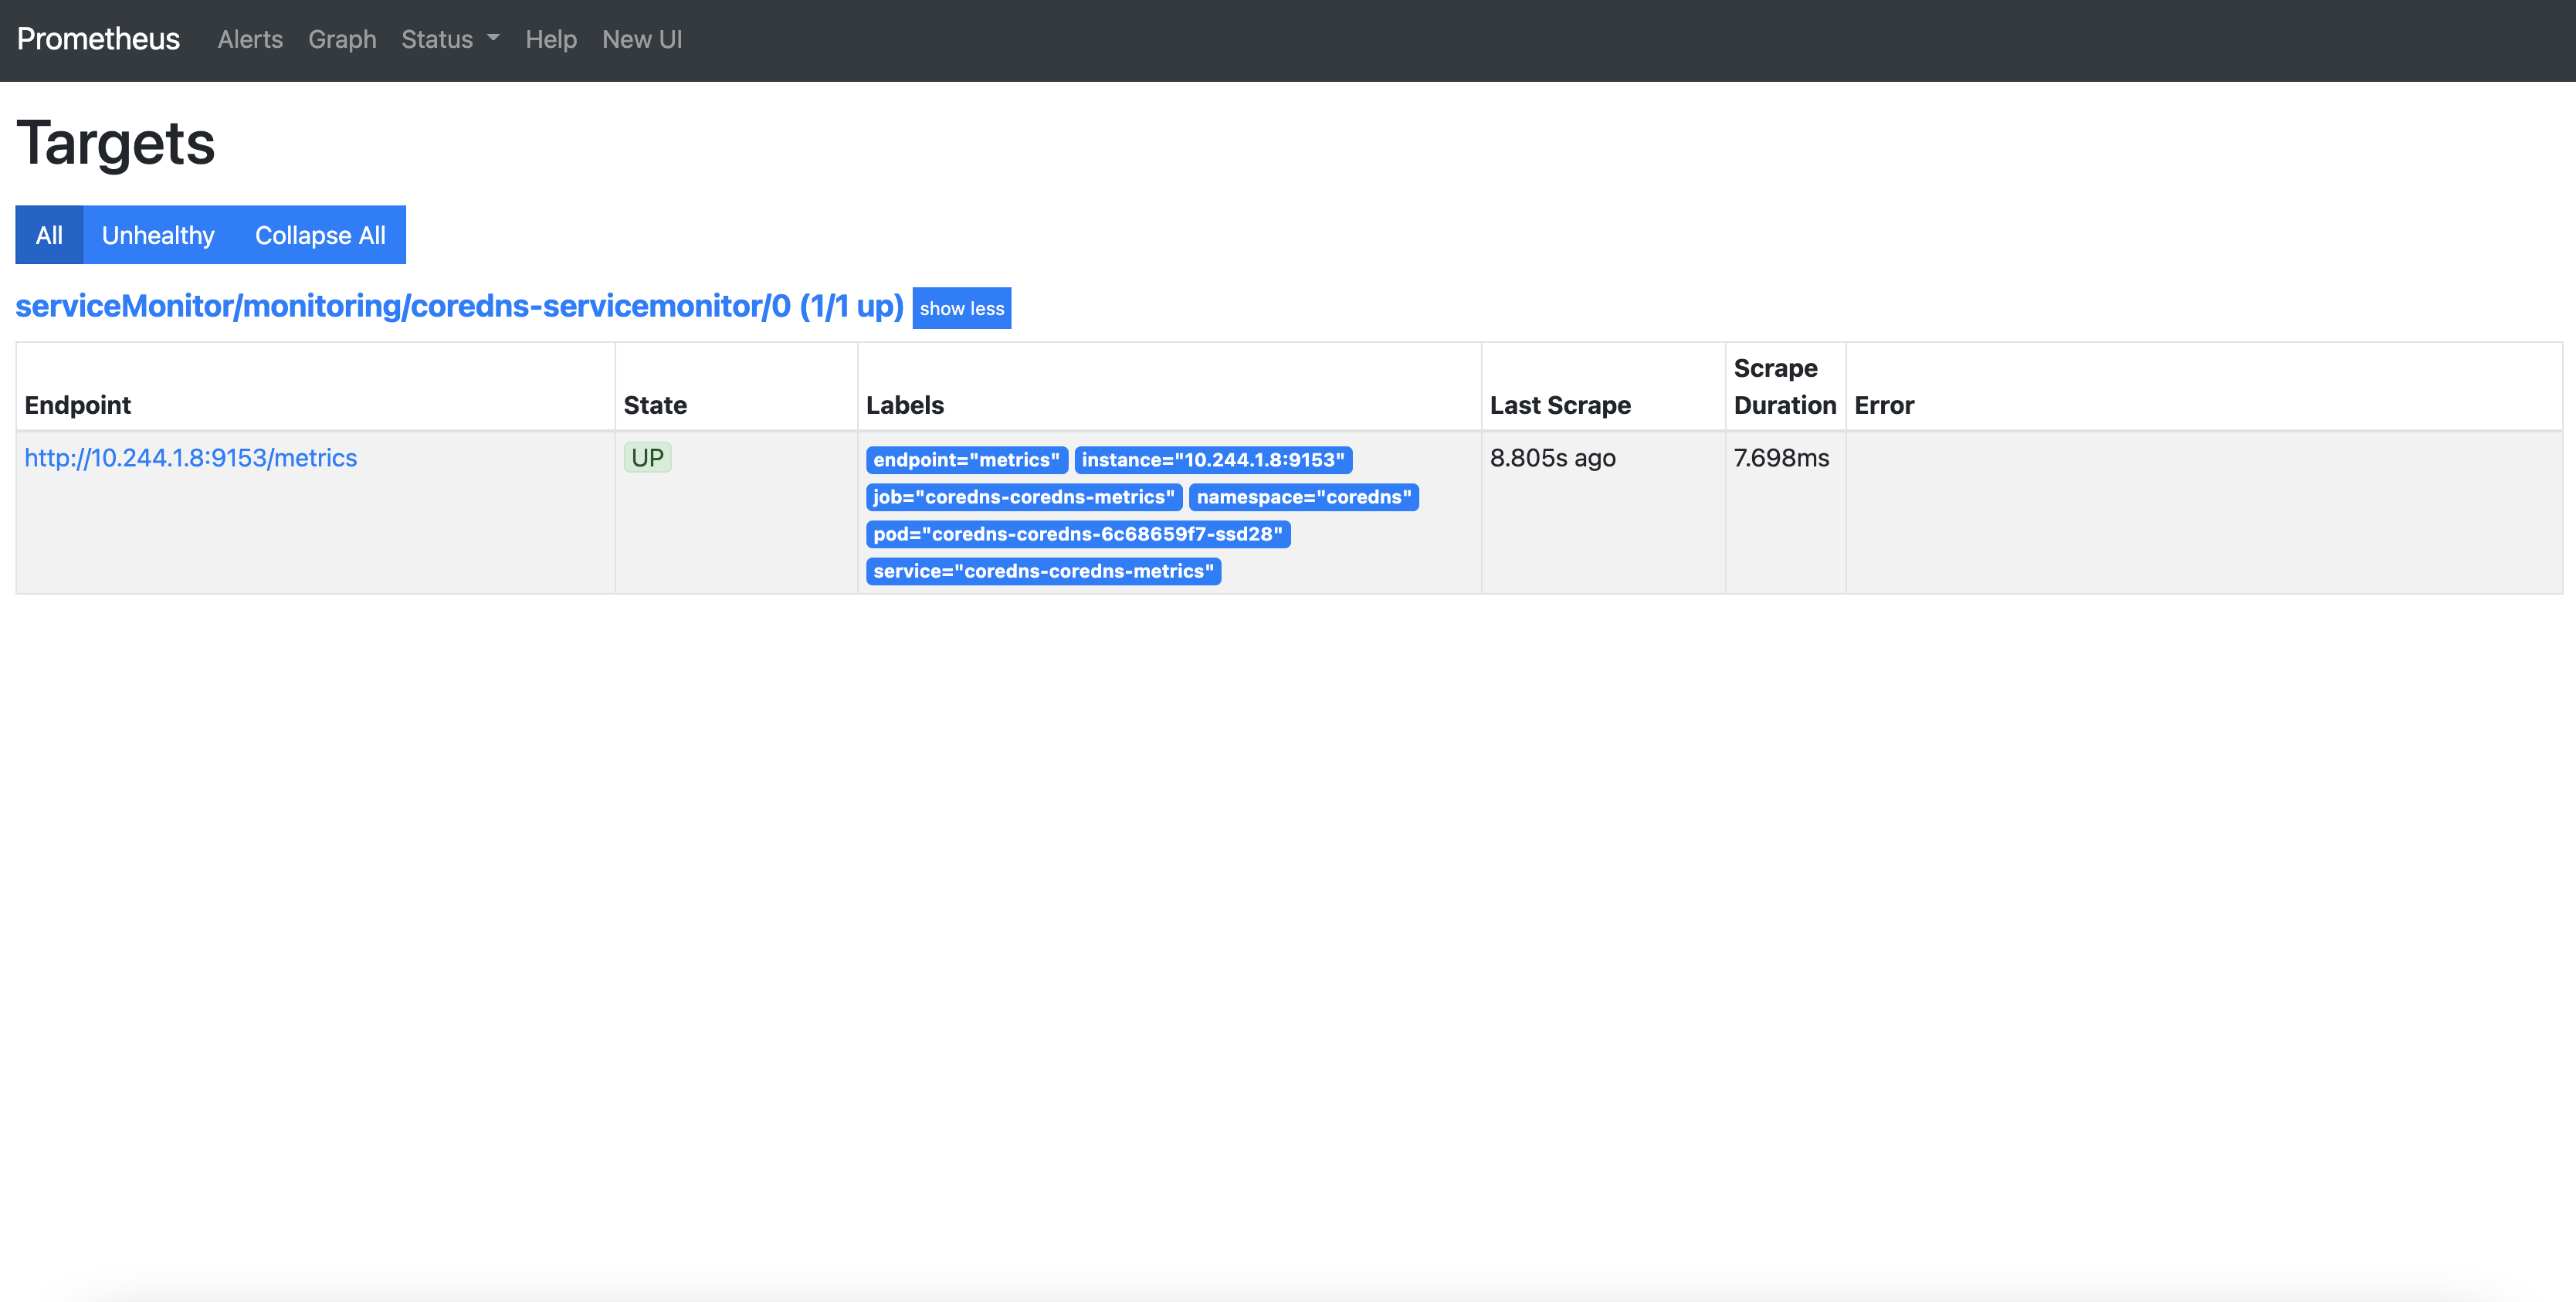 Prometheus Alerts Graph Status Help New UI
Targets
All Unhealthy Collapse All
serviceMonitor/monitoring/coredns-servicemonitor/0 (1/1 up) show less
Endpoint State Labels Last Scrape Scrape Duration Error
http://10.244.1.8:9153/metrics UP endpoint="metrics" instance="10.244.1.8:9153" 8.805s ago 7.698ms
job="coredns-coredns-metrics" namespace="coredns"
pod="coredns-coredns-6c68659f7-ssd28"
service="coredns-coredns-metrics"